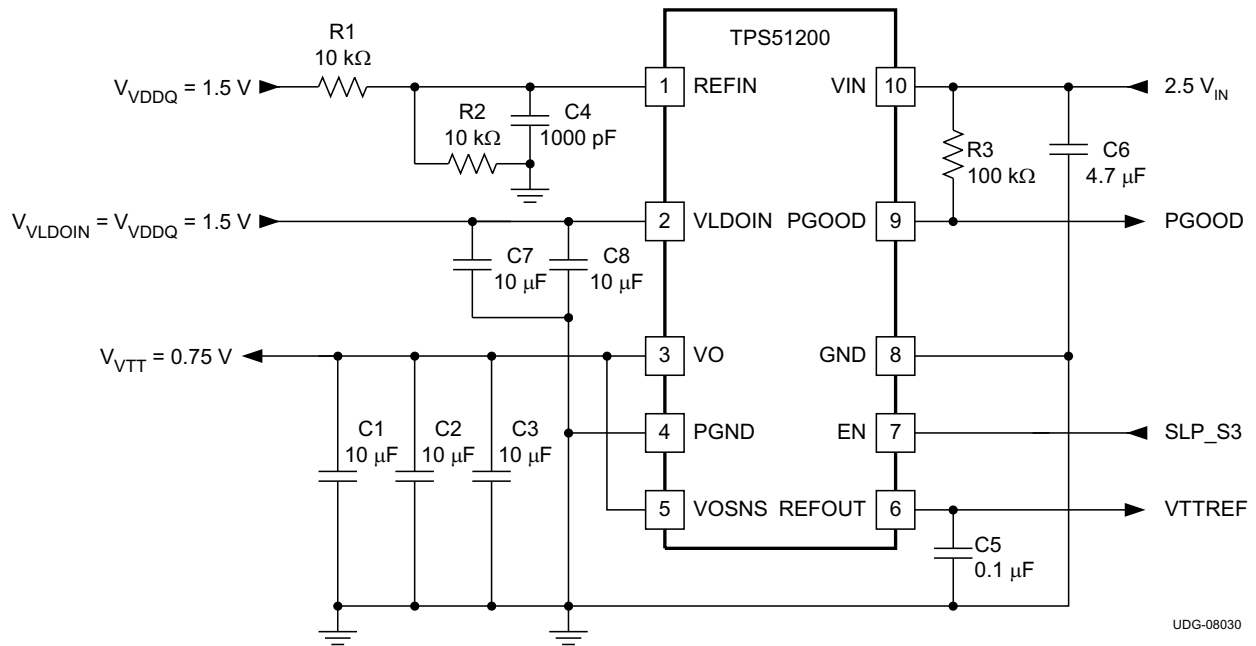 TPS51200
R1
10 kΩ
V_VDDQ = 1.5 V
1 REFIN
VIN 10
2.5 V_IN
R2
10 kΩ
C4
1000 pF
R3
100 kΩ
C6
4.7 μF
V_VLDOIN = V_VDDQ = 1.5 V
2 VLDOIN
PGOOD 9
PGOOD
C7
10 μF
C8
10 μF
V_VTT = 0.75 V
3 VO
GND 8
C1
10 μF
C2
10 μF
C3
10 μF
4 PGND
EN 7
SLP_S3
5 VOSNS
REFOUT 6
VTTREF
C5
0.1 μF
UDG-08030